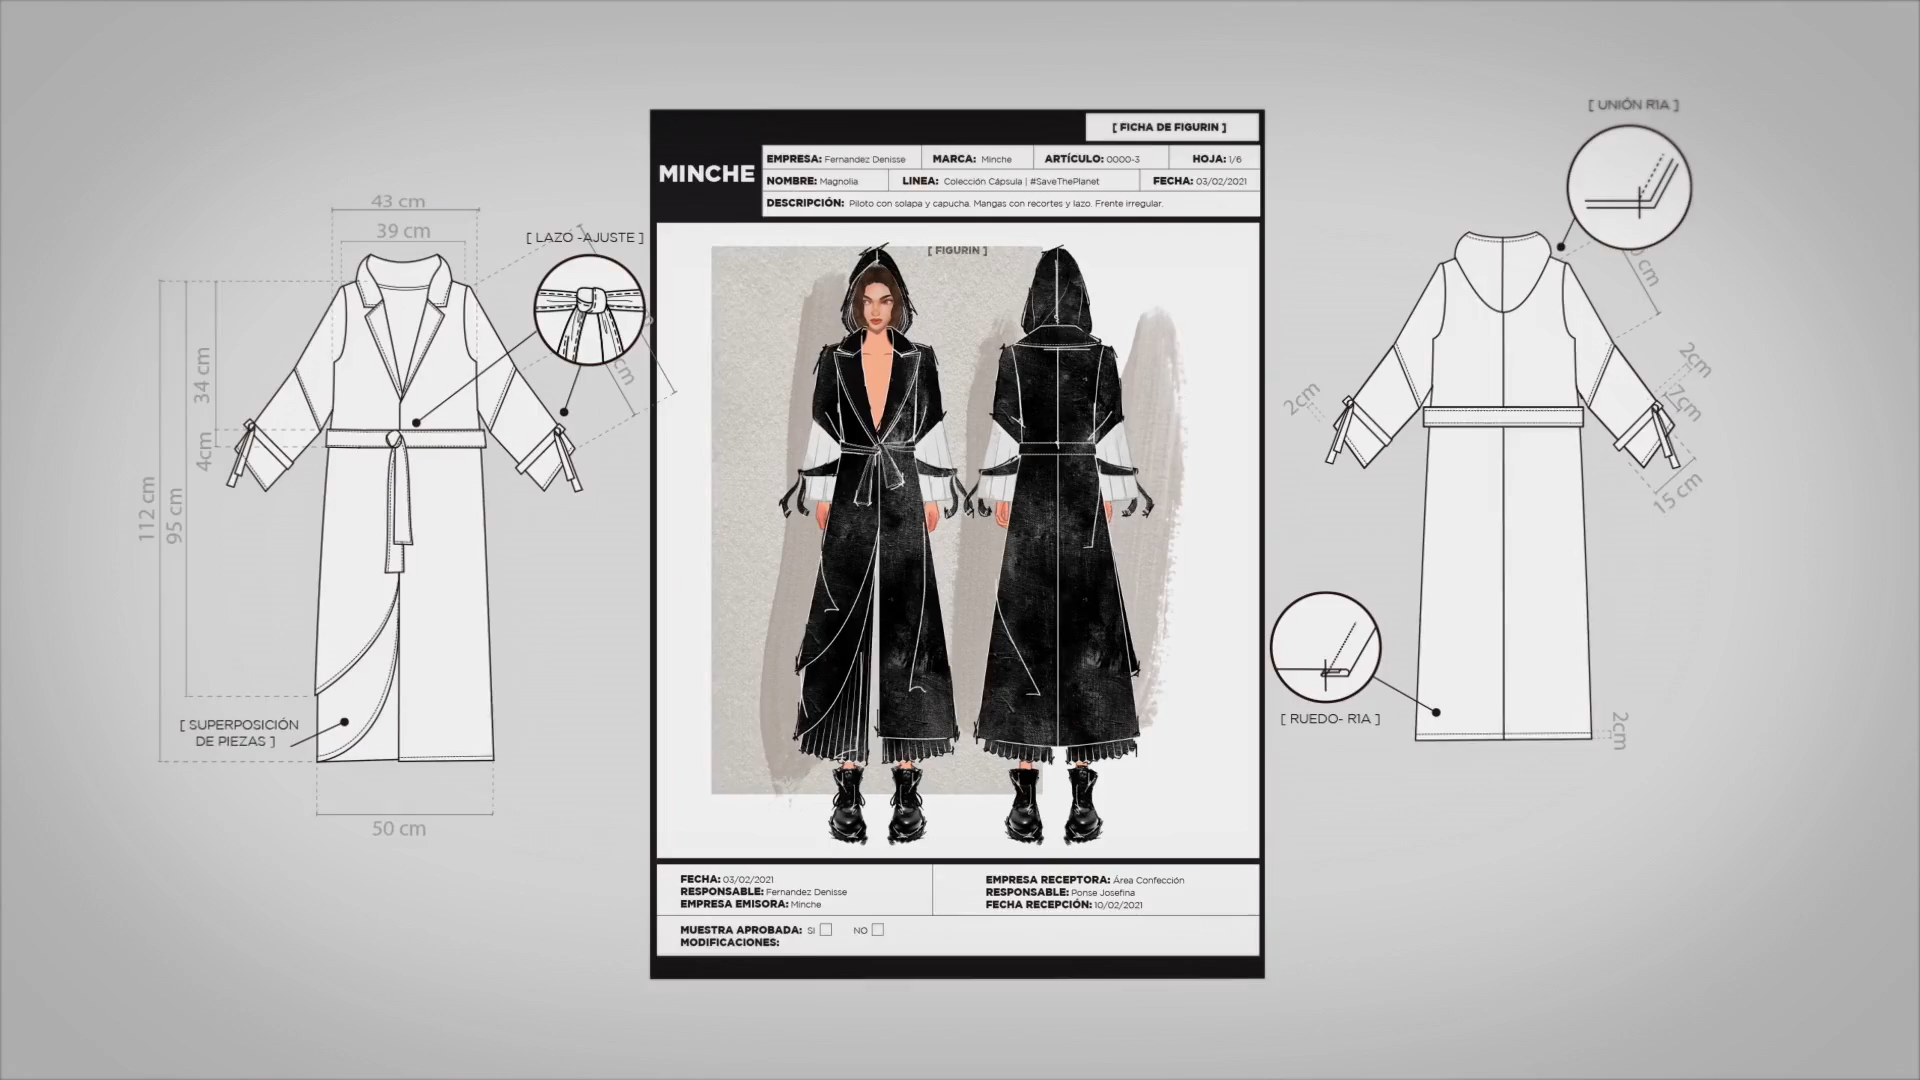 [ FICHA DE FIGURIN ]
MINCHE
EMPRESA: Fernandez Denisse
MARCA: Minche
ARTÍCULO: 0000-3
HOJA: 1/6
NOMBRE: Magnolia
LINEA: Colección Cápsula | #SaveThePlanet
FECHA: 03/02/2021
DESCRIPCIÓN: Piloto con solapa y capucha. Mangas con recortes y lazo. Frente irregular.
[ FIGURIN ]
FECHA: 03/02/2021
RESPONSABLE: Fernandez Denisse
EMPRESA EMISORA: Minche
EMPRESA RECEPTORA: Área Confección
RESPONSABLE: Ponse Josefina
FECHA RECEPCIÓN: 10/02/2021
MUESTRA APROBADA: SI NO
MODIFICACIONES:
43 cm
39 cm
[ LAZO -AJUSTE ]
cm
34 cm
4cm
112 cm
95 cm
[ SUPERPOSICIÓN
DE PIEZAS ]
50 cm
[ UNIÓN R1A ]
cm
2cm
2cm
7cm
15 cm
[ RUEDO- R1A ]
2cm